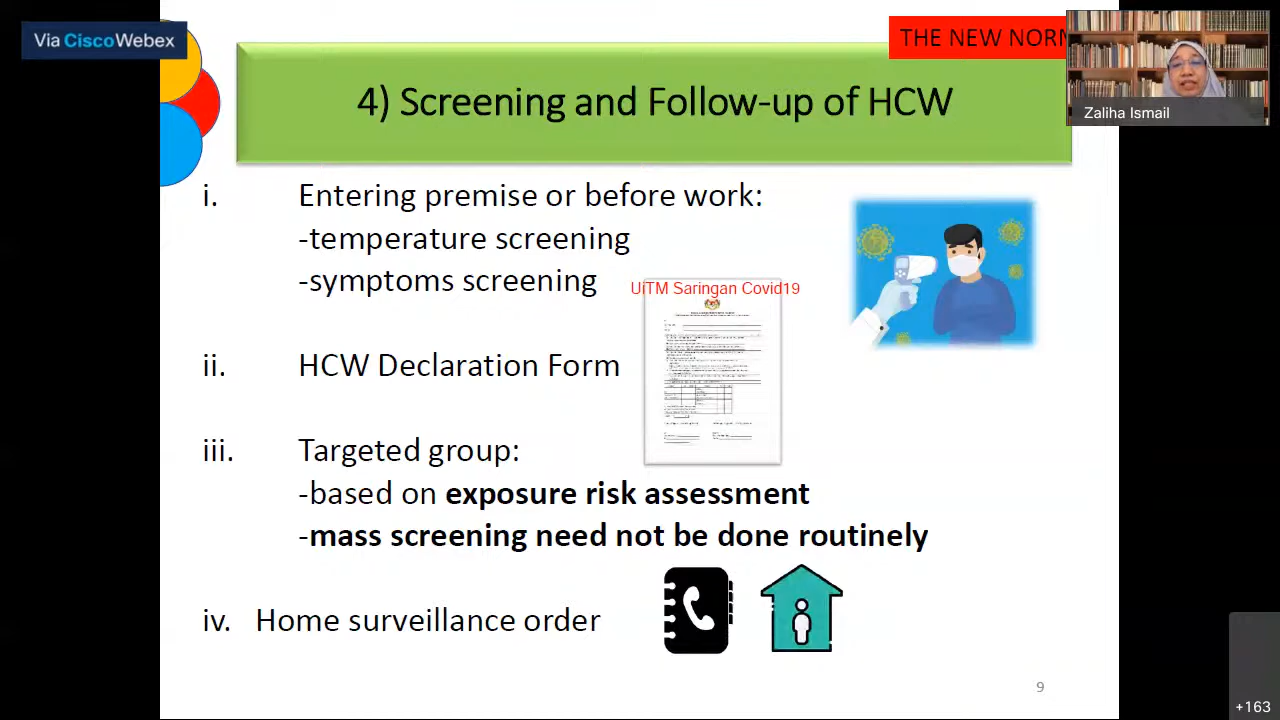 Via CiscoWebex
THE NEW NORM
Zaliha Ismail
4) Screening and Follow-up of HCW
i. Entering premise or before work:
-temperature screening
-symptoms screening
UiTM Saringan Covid19
ii. HCW Declaration Form
iii. Targeted group:
-based on exposure risk assessment
-mass screening need not be done routinely
iv. Home surveillance order
9
+163